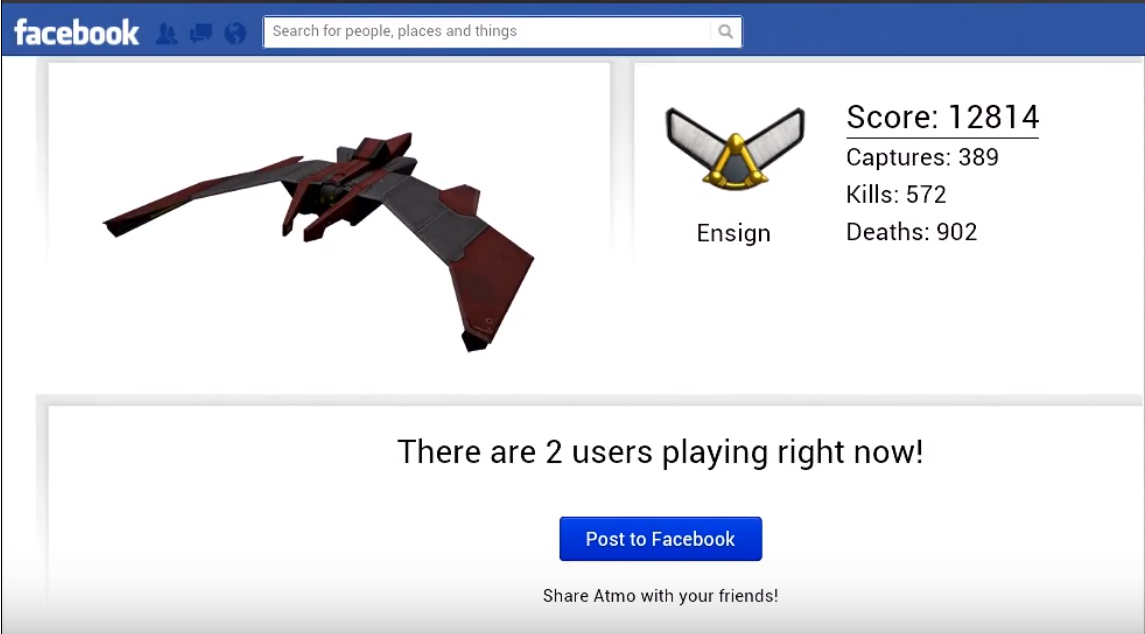 facebook
Search for people, places and things
Score: 12814
Captures: 389
Kills: 572
Deaths: 902
Ensign
There are 2 users playing right now!
Post to Facebook
Share Atmo with your friends!